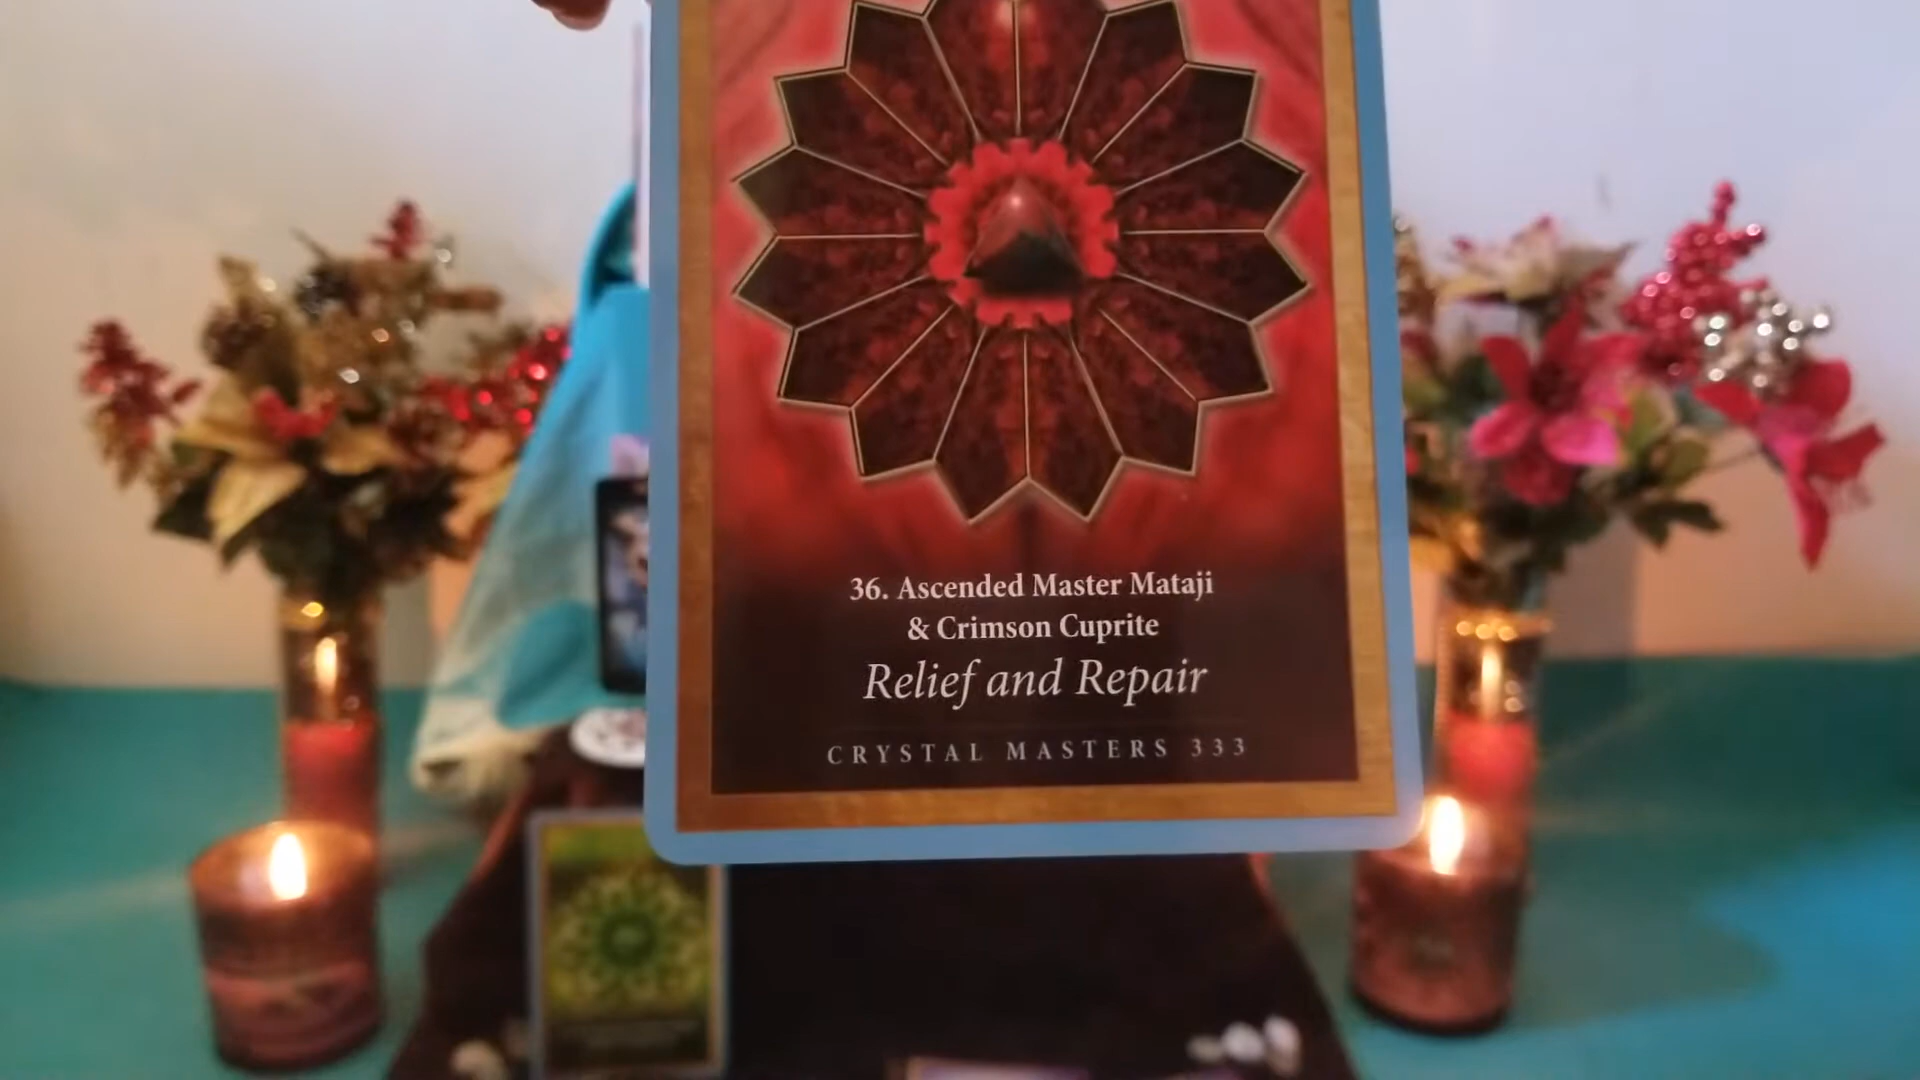 36. Ascended Master Mataji
& Crimson Cuprite
Relief and Repair
CRYSTAL MASTERS 333